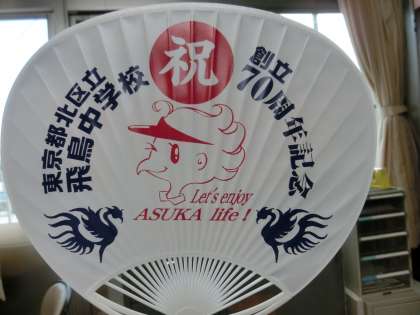 祝
東京都北区立
飛鳥中学校
創立
70周年記念
Let's enjoy
ASUKA life!